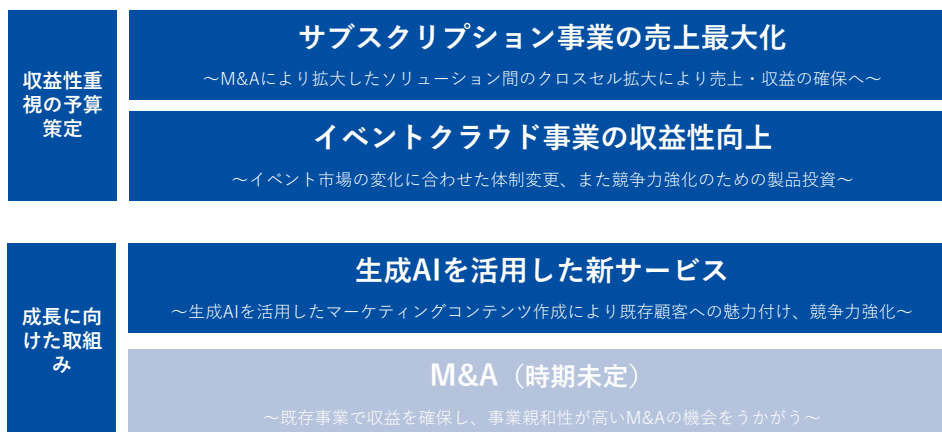 収益性重
視の予算
策定
サブスクリプション事業の売上最大化
～M&Aにより拡大したソリューション間のクロスセル拡大により売上・収益の確保へ～
イベントクラウド事業の収益性向上
～イベント市場の変化に合わせた体制変更、また競争力強化のための製品投資～
成長に向
けた取組
み
生成AIを活用した新サービス
～生成AIを活用したマーケティングコンテンツ作成により既存顧客への魅力付け、競争力強化～
M&A（時期未定）
～既存事業で収益を確保し、事業親和性が高いM&Aの機会をうかがう～